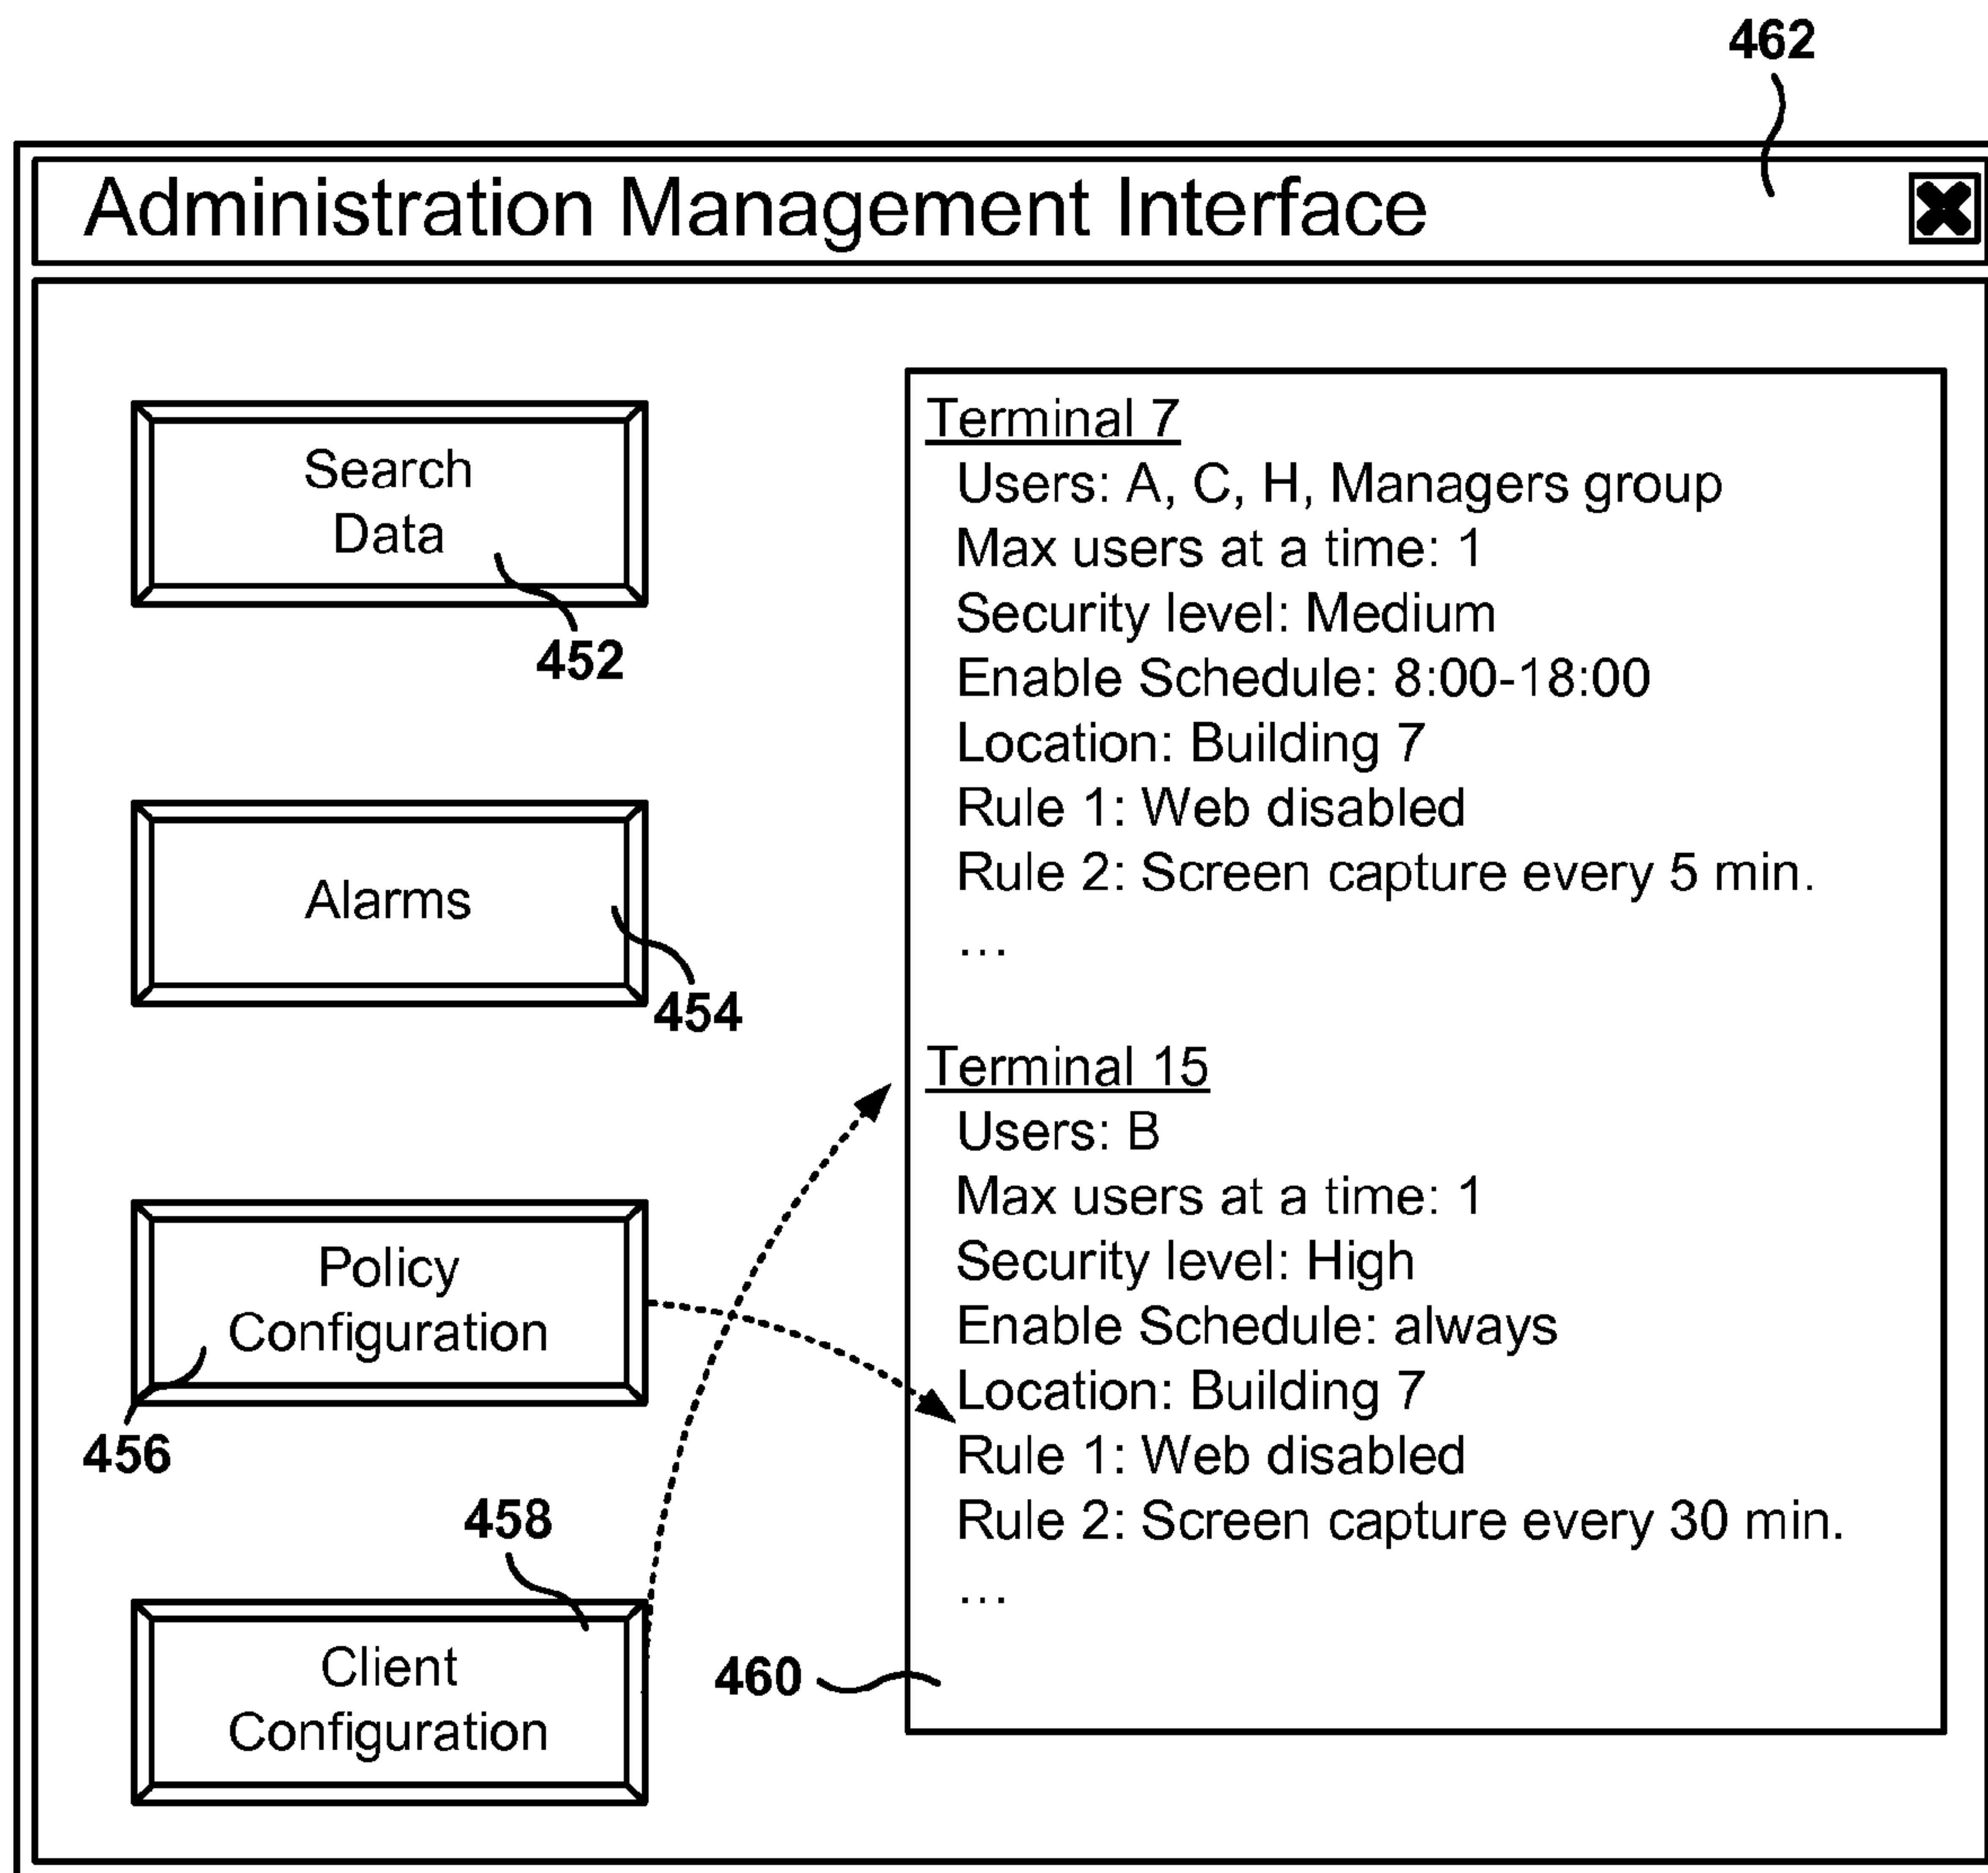 462
Administration Management Interface
Search
Data
452
Alarms
454
Policy
Configuration
456
458
Client
Configuration
Terminal 7
Users: A, C, H, Managers group
Max users at a time: 1
Security level: Medium
Enable Schedule: 8:00-18:00
Location: Building 7
Rule 1: Web disabled
Rule 2: Screen capture every 5 min.
...
Terminal 15
Users: B
Max users at a time: 1
Security level: High
Enable Schedule: always
Location: Building 7
Rule 1: Web disabled
Rule 2: Screen capture every 30 min.
...
460